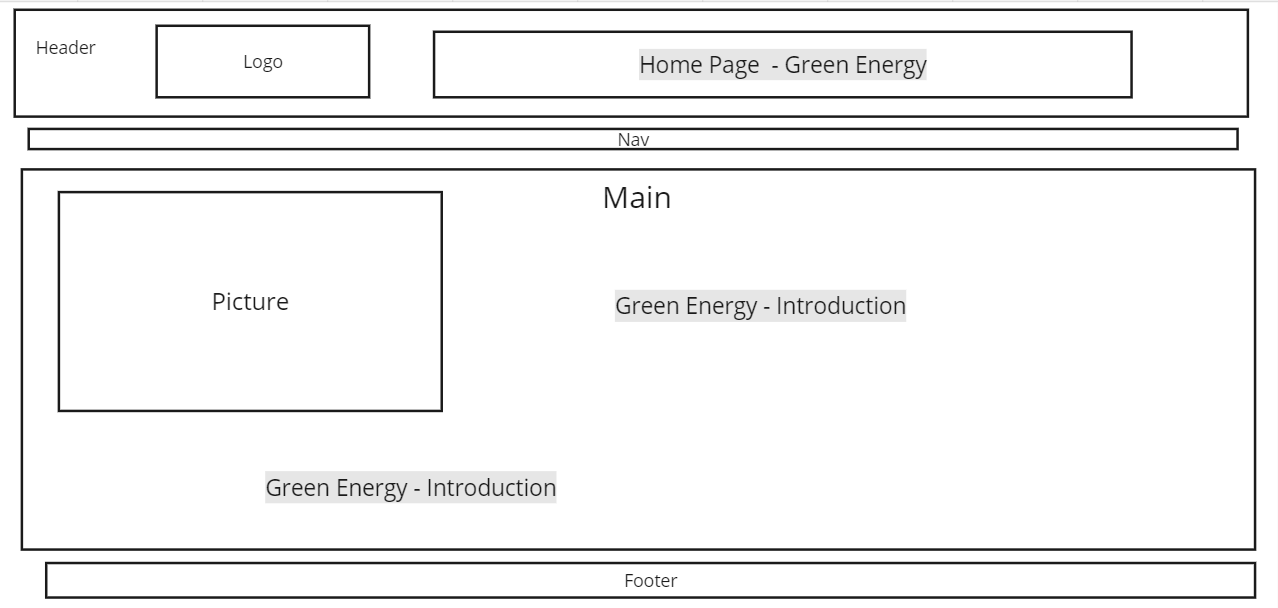 Header
Logo
Home Page  - Green Energy
Nav
Main
Picture
Green Energy - Introduction
Green Energy - Introduction
Footer